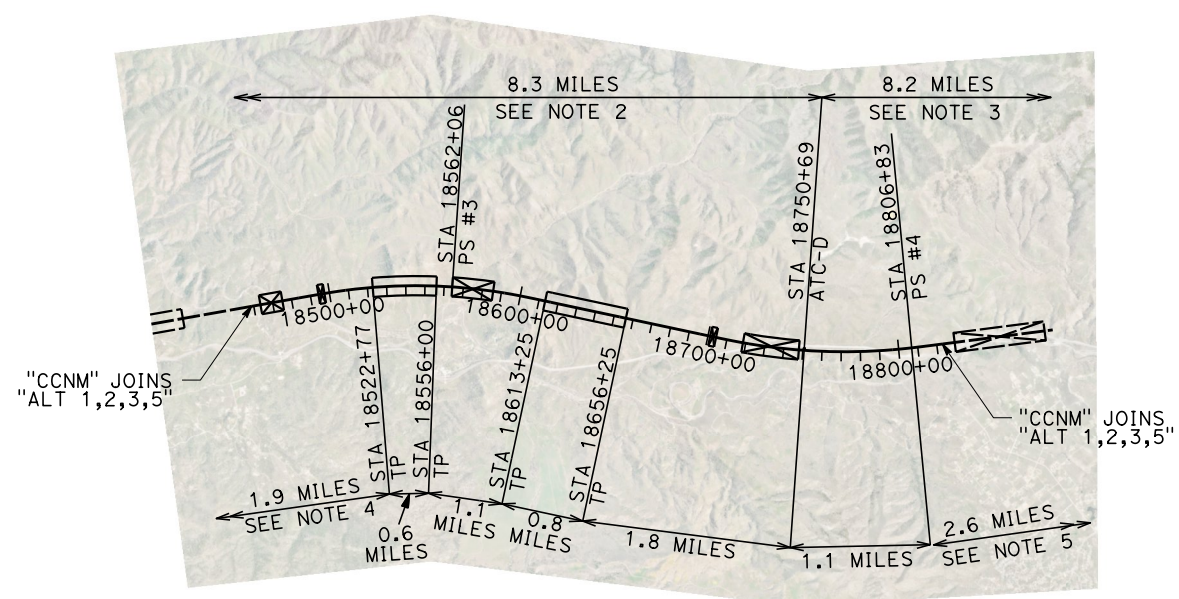 8.3 MILES
SEE NOTE 2
8.2 MILES
SEE NOTE 3
STA 18562+06
PS #3
STA 18750+69
ATC-D
STA 18806+83
PS #4
18500+00
18600+00
18700+00
18800+00
"CCNM" JOINS
"ALT 1,2,3,5"
"CCNM" JOINS
"ALT 1,2,3,5"
STA 18522+77
TP
STA 18556+00
TP
STA 18613+25
TP
STA 18656+25
TP
1.9 MILES
SEE NOTE 4
0.6
MILES
1.1
MILES
0.8
MILES
1.8 MILES
1.1 MILES
2.6 MILES
SEE NOTE 5